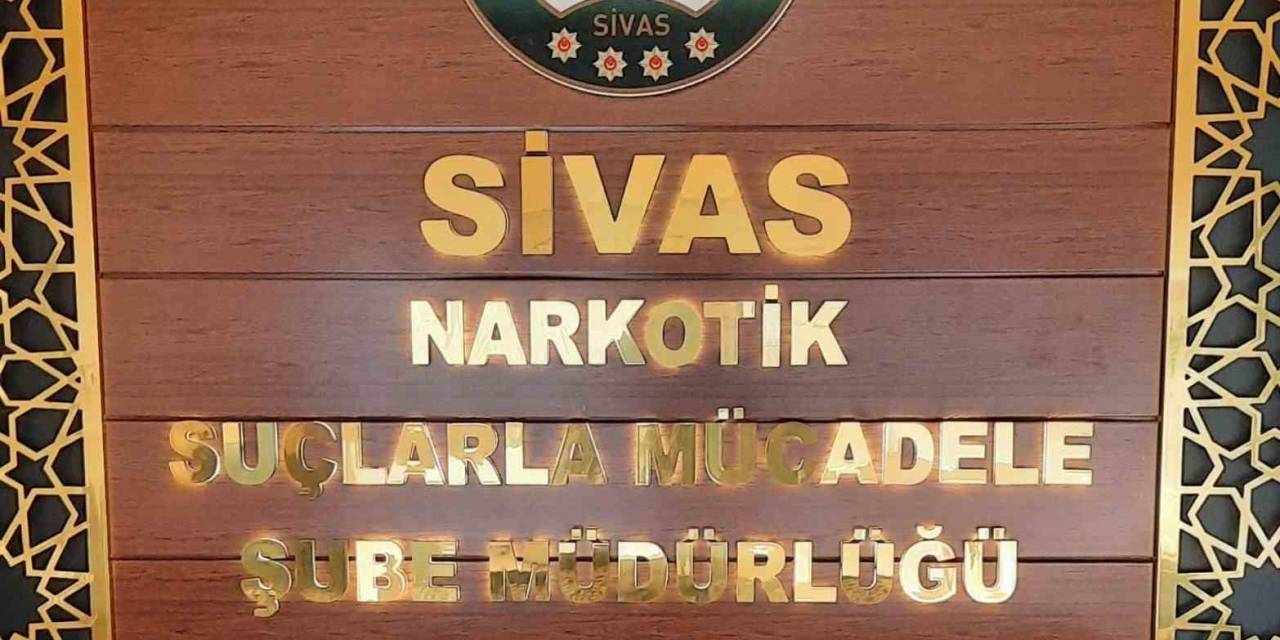 SİVAS
SİVAS
NARKOTİK
SUÇLARLA MÜCADELE
ŞUBE MÜDÜRLÜĞÜ